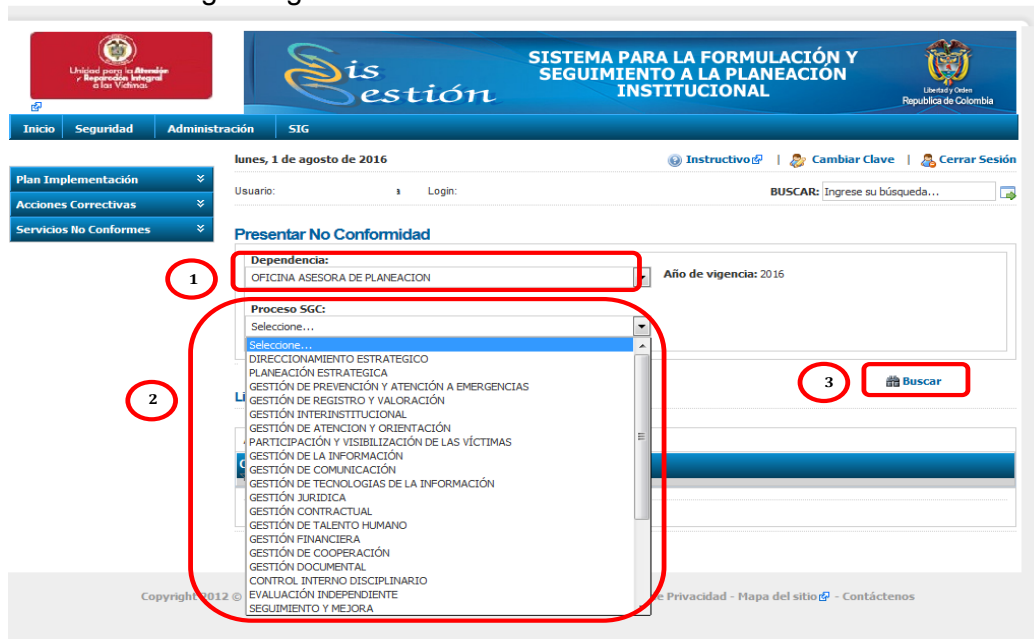 Unidad para la Atención
y Reparación Integral
a las Víctimas
Sis
Gestión
SISTEMA PARA LA FORMULACIÓN Y
SEGUIMIENTO A LA PLANEACIÓN
INSTITUCIONAL
Libertad y Orden
Republica de Colombia
Inicio Seguridad Administración SIG
lunes, 1 de agosto de 2016
Instructivo | Cambiar Clave | Cerrar Sesión
Plan Implementación
Acciones Correctivas
Servicios No Conformes
Usuario: Login:
BUSCAR: Ingrese su búsqueda...
Presentar No Conformidad
1
Dependencia:
OFICINA ASESORA DE PLANEACION
Año de vigencia: 2016
Proceso SGC:
Seleccione...
Seleccione...
DIRECCIONAMIENTO ESTRATEGICO
PLANEACIÓN ESTRATEGICA
GESTIÓN DE PREVENCIÓN Y ATENCIÓN A EMERGENCIAS
GESTIÓN DE REGISTRO Y VALORACIÓN
GESTIÓN INTERINSTITUCIONAL
GESTIÓN DE ATENCION Y ORIENTACIÓN
PARTICIPACIÓN Y VISIBILIZACIÓN DE LAS VÍCTIMAS
GESTIÓN DE LA INFORMACIÓN
GESTIÓN DE COMUNICACIÓN
GESTIÓN DE TECNOLOGIAS DE LA INFORMACIÓN
GESTIÓN JURIDICA
GESTIÓN CONTRACTUAL
GESTIÓN DE TALENTO HUMANO
GESTIÓN FINANCIERA
GESTIÓN DE COOPERACIÓN
GESTIÓN DOCUMENTAL
CONTROL INTERNO DISCIPLINARIO
EVALUACIÓN INDEPENDIENTE
SEGUIMIENTO Y MEJORA
2
3
Buscar
Copyright 2012 © e Privacidad - Mapa del sitio - Contáctenos